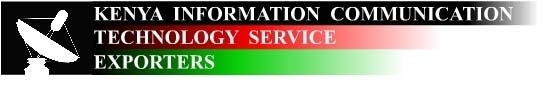 KENYA INFORMATION COMMUNICATION
TECHNOLOGY SERVICE
EXPORTERS